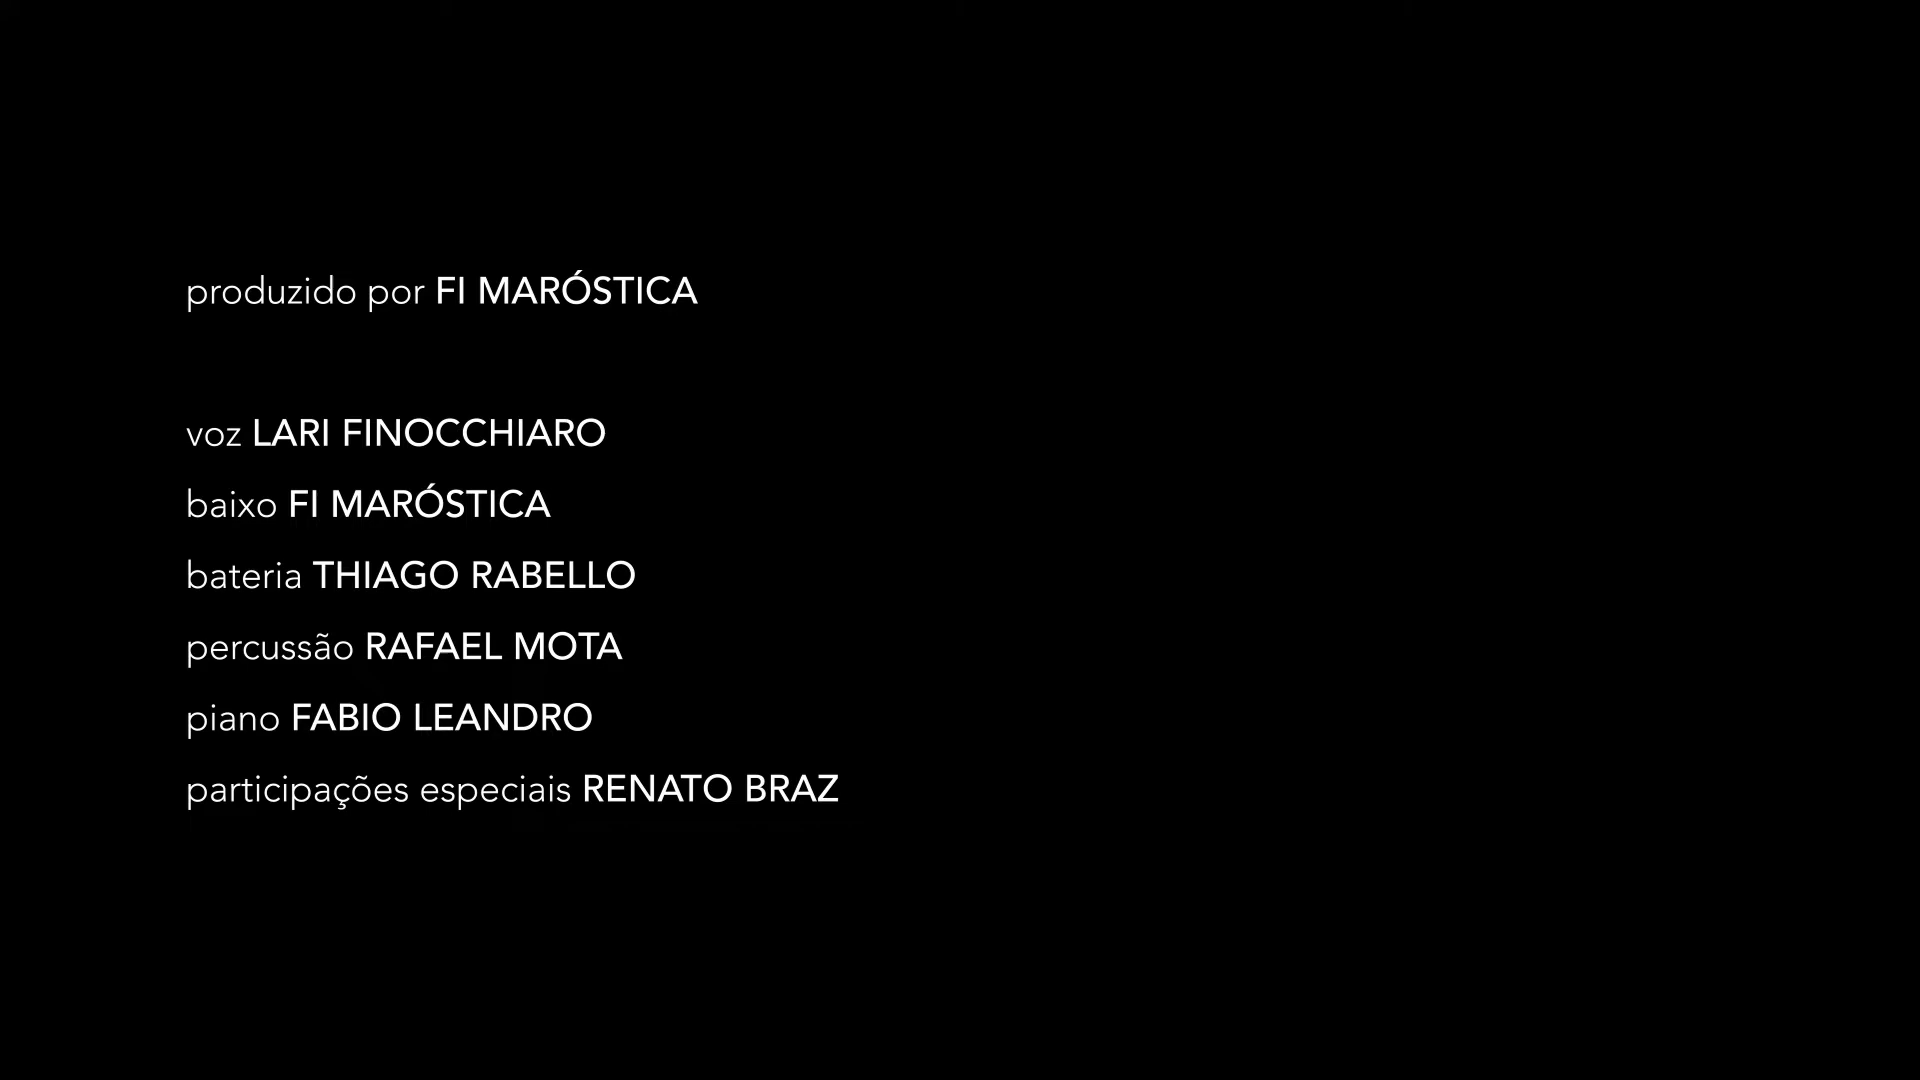 produzido por FI MARÓSTICA
voz LARI FINOCCHIARO
baixo FI MARÓSTICA
bateria THIAGO RABELLO
percussão RAFAEL MOTA
piano FABIO LEANDRO
participações especiais RENATO BRAZ